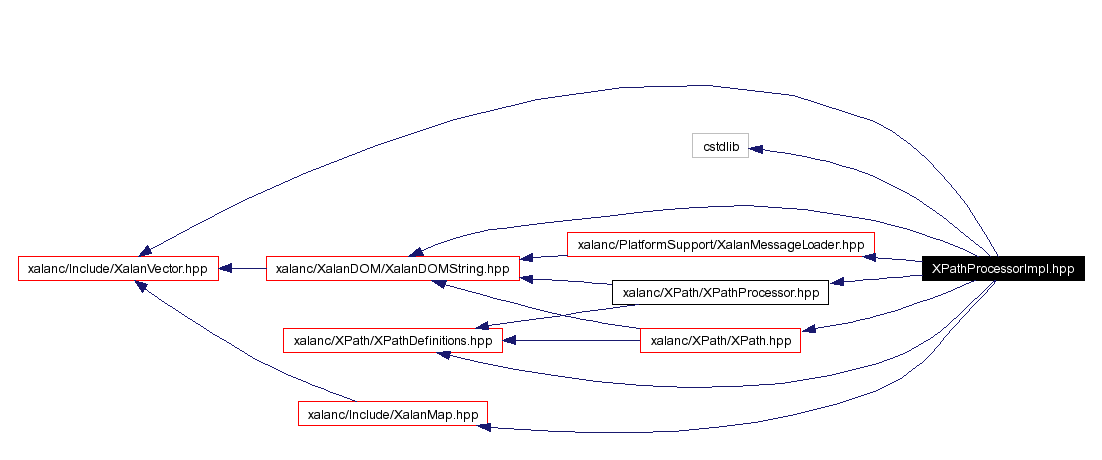 cstdlib
xalanc/PlatformSupport/XalanMessageLoader.hpp
xalanc/Include/XalanVector.hpp
xalanc/XalanDOM/XalanDOMString.hpp
XPathProcessorImpl.hpp
xalanc/XPath/XPathProcessor.hpp
xalanc/XPath/XPathDefinitions.hpp
xalanc/XPath/XPath.hpp
xalanc/Include/XalanMap.hpp